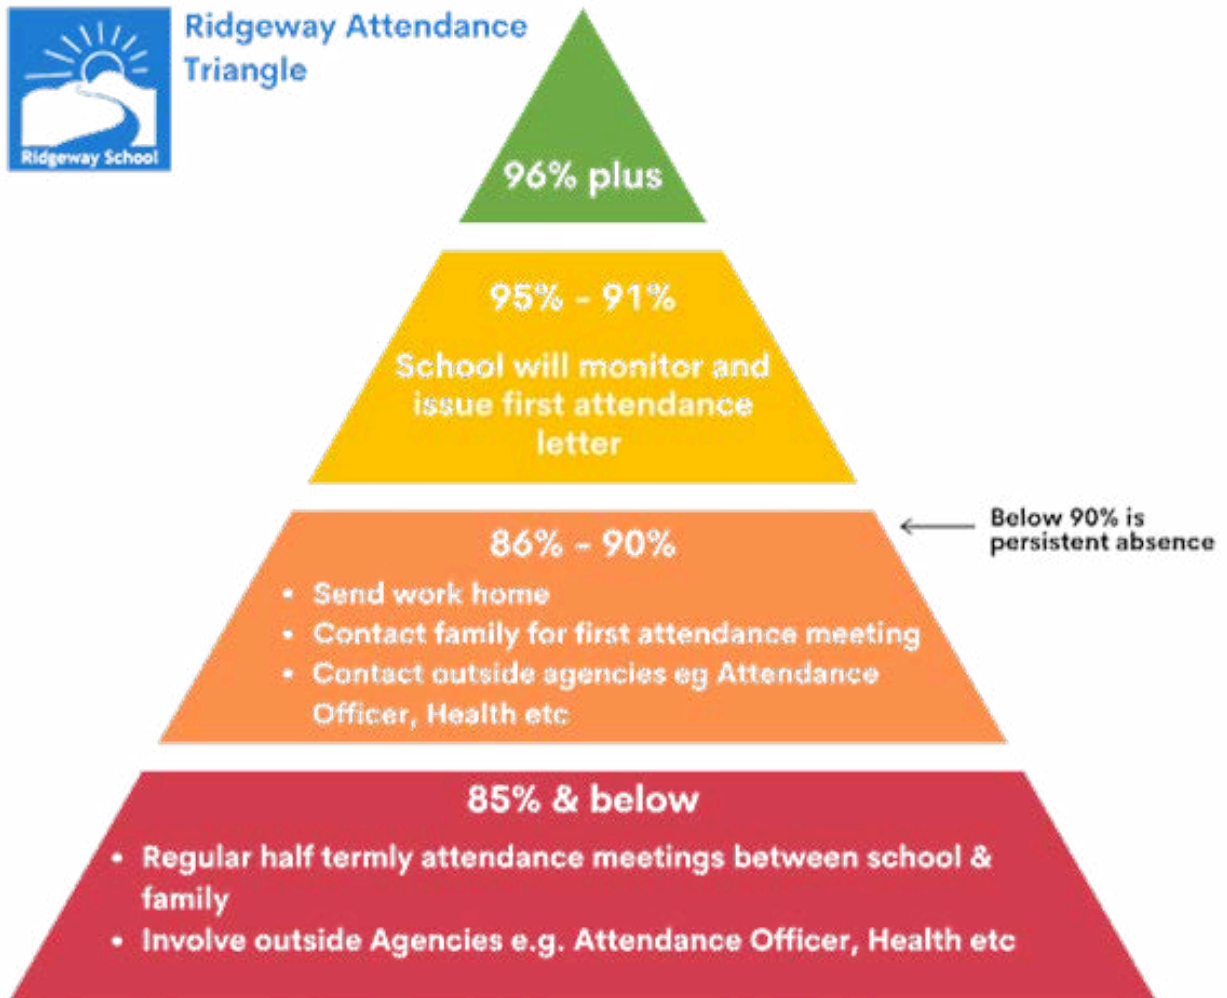 Ridgeway Attendance
Triangle
Ridgeway School
96% plus
95% - 91%
School will monitor and
issue first attendance
letter
Below 90% is
persistent absence
86% - 90%
• Send work home
• Contact family for first attendance meeting
• Contact outside agencies eg Attendance
Officer, Health etc
85% & below
• Regular half termly attendance meetings between school &
family
• Involve outside Agencies e.g. Attendance Officer, Health etc